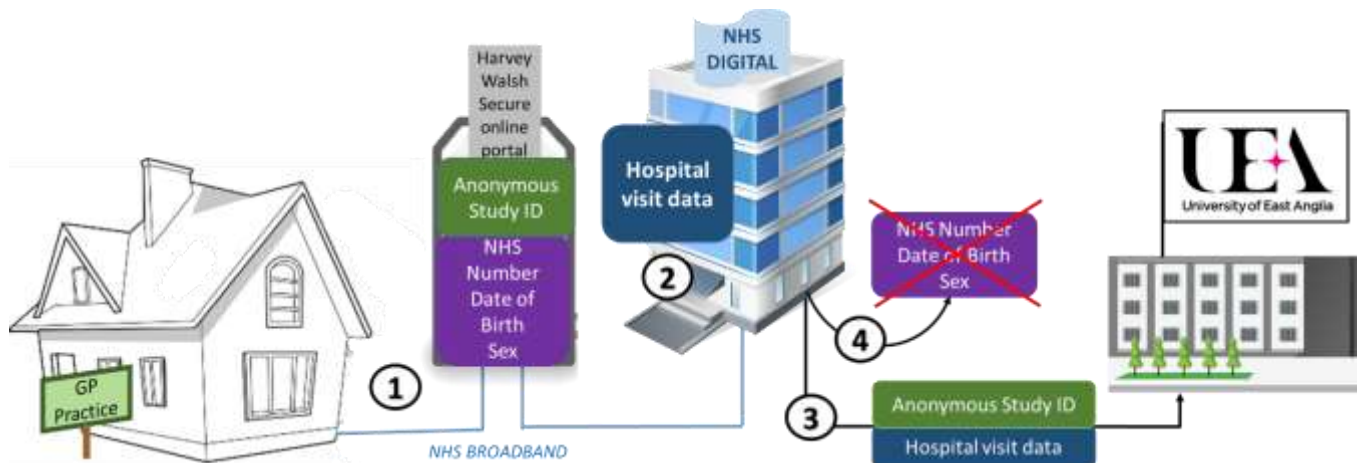 GP
Practice
1
NHS BROADBAND
Harvey
Walsh
Secure
online
portal
Anonymous
Study ID
NHS
Number
Date of
Birth
Sex
NHS
DIGITAL
Hospital
visit data
2
3
Anonymous Study ID
Hospital visit data
4
NHS Number
Date of Birth
Sex
UEA
University of East Anglia